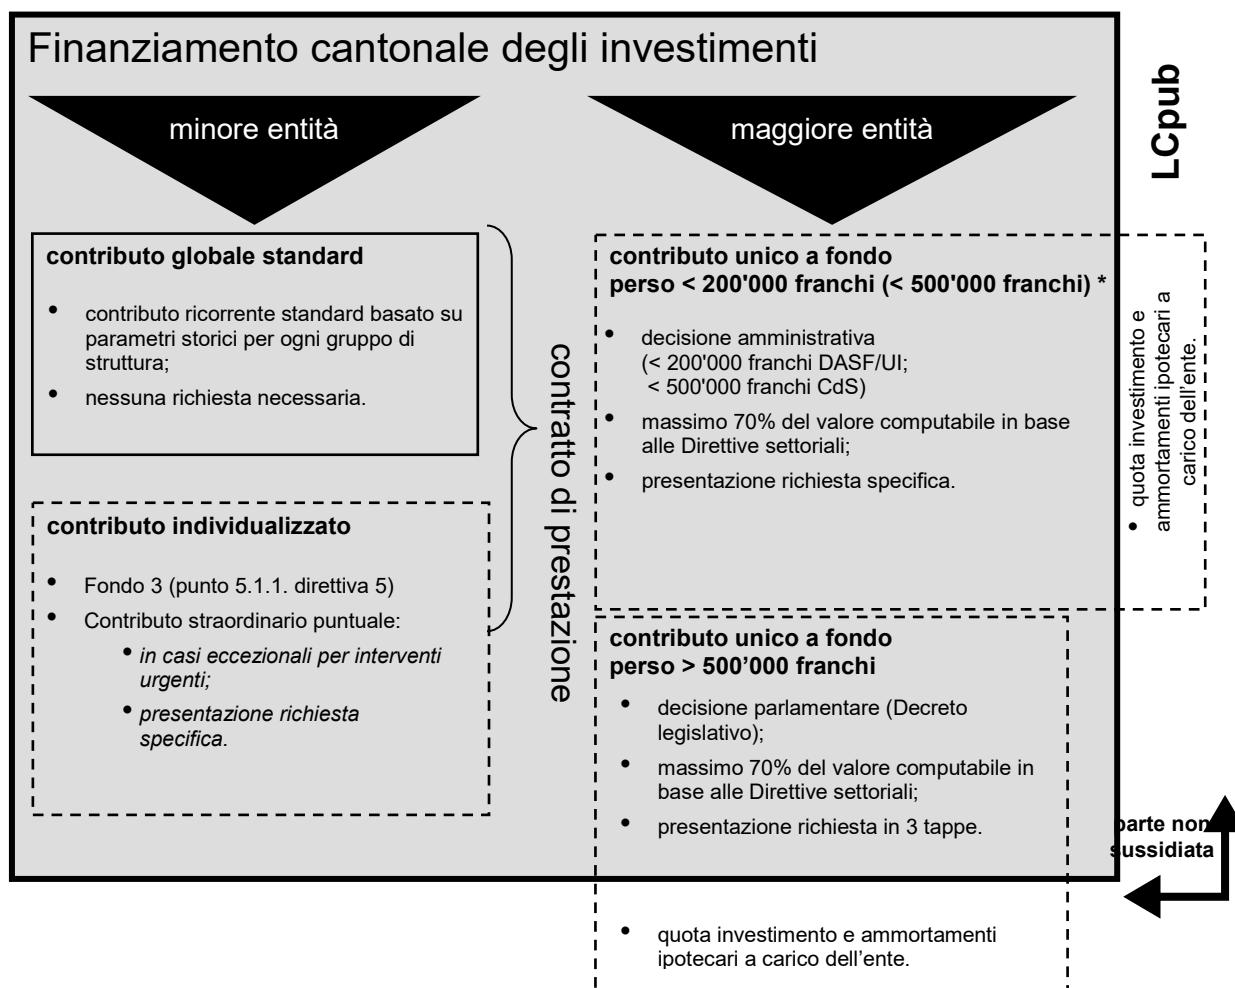 Finanziamento cantonale degli investimenti
minore entità
contributo globale standard
• contributo ricorrente standard basato su
parametri storici per ogni gruppo di
struttura;
• nessuna richiesta necessaria.
contributo individualizzato
• Fondo 3 (punto 5.1.1. direttiva 5)
• Contributo straordinario puntuale:
• in casi eccezionali per interventi
urgenti;
• presentazione richiesta
specifica.
contratto di prestazione
maggiore entità
contributo unico a fondo
perso < 200'000 franchi (< 500'000 franchi) *
• decisione amministrativa
(< 200'000 franchi DASF/UI;
< 500'000 franchi CdS)
• massimo 70% del valore computabile in base
alle Direttive settoriali;
• presentazione richiesta specifica.
contributo unico a fondo
perso > 500’000 franchi
• decisione parlamentare (Decreto
legislativo);
• massimo 70% del valore computabile in
base alle Direttive settoriali;
• presentazione richiesta in 3 tappe.
• quota investimento e ammortamenti
ipotecari a carico dell’ente.
LCpub
• quota investimento e
ammortamenti ipotecari a
carico dell'ente.
parte non
sussidiata